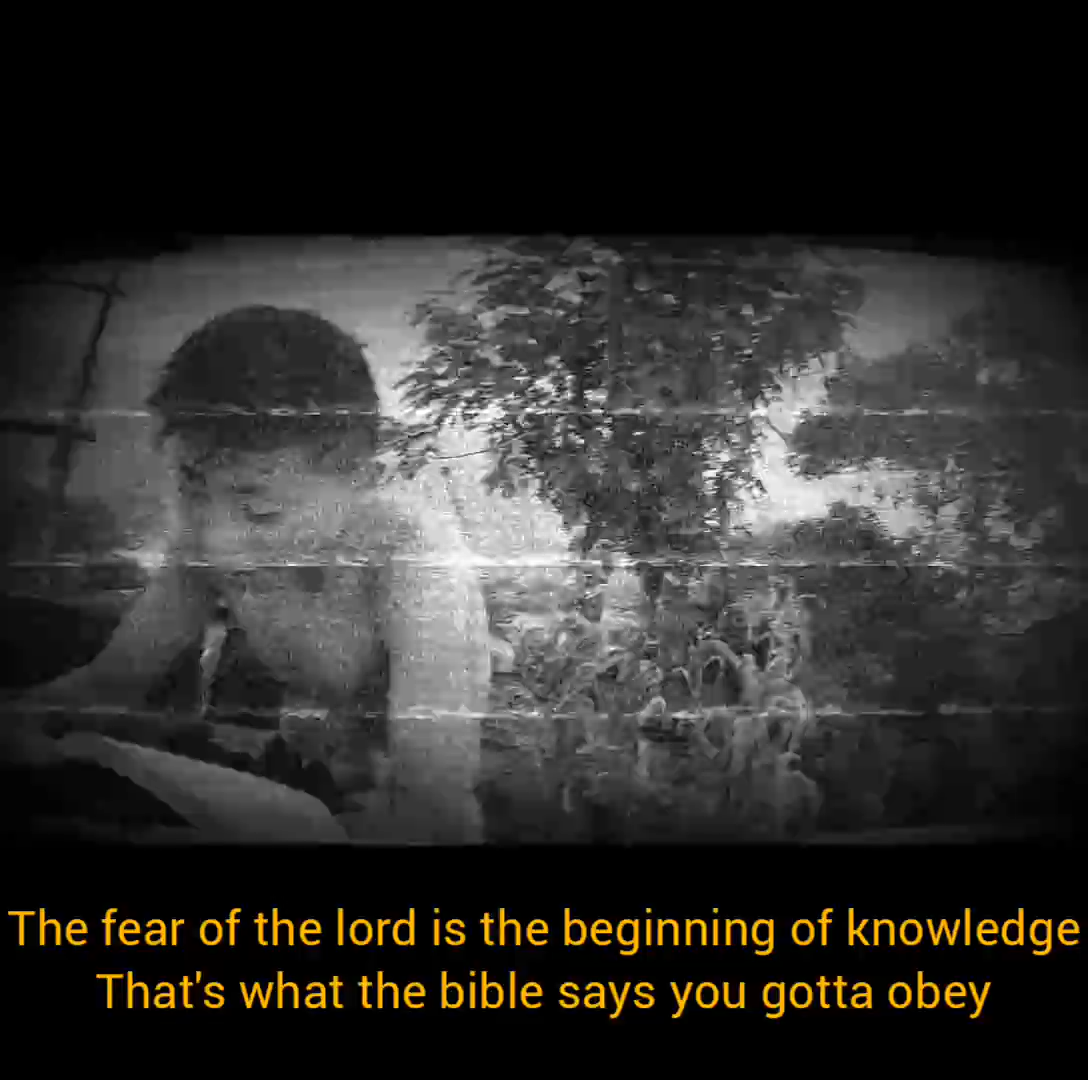 The fear of the lord is the beginning of knowledge
That's what the bible says you gotta obey